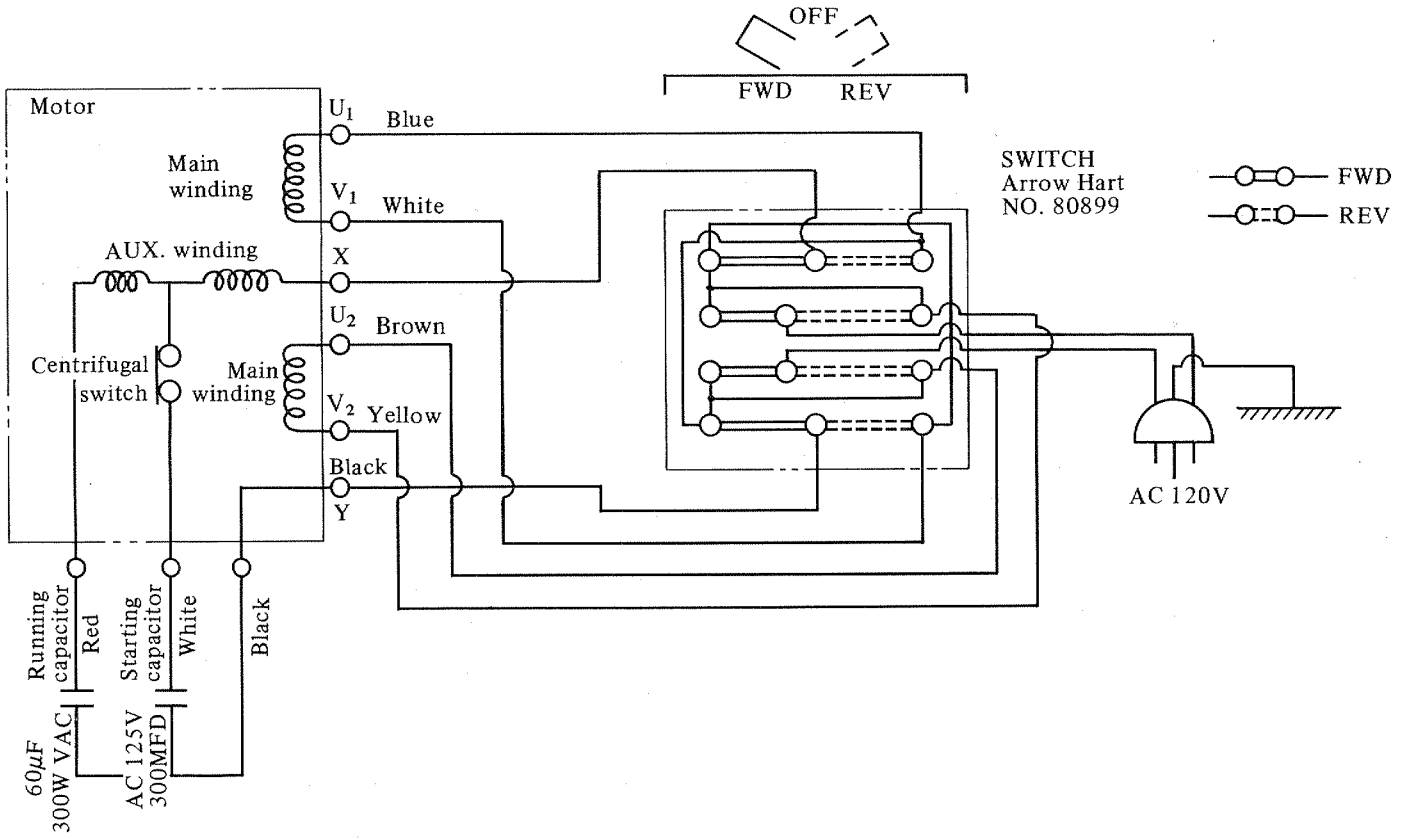 OFF
FWD REV
Motor
U1
Blue
Main
winding
V1
White
SWITCH
Arrow Hart
NO. 80899
FWD
REV
AUX. winding
X
U2
Brown
Centrifugal
switch
Main
winding
V2
Yellow
Black
Y
AC 120V
Running
capacitor
Red
Starting
capacitor
White
Black
60μF
300W VAC
AC 125V
300MFD